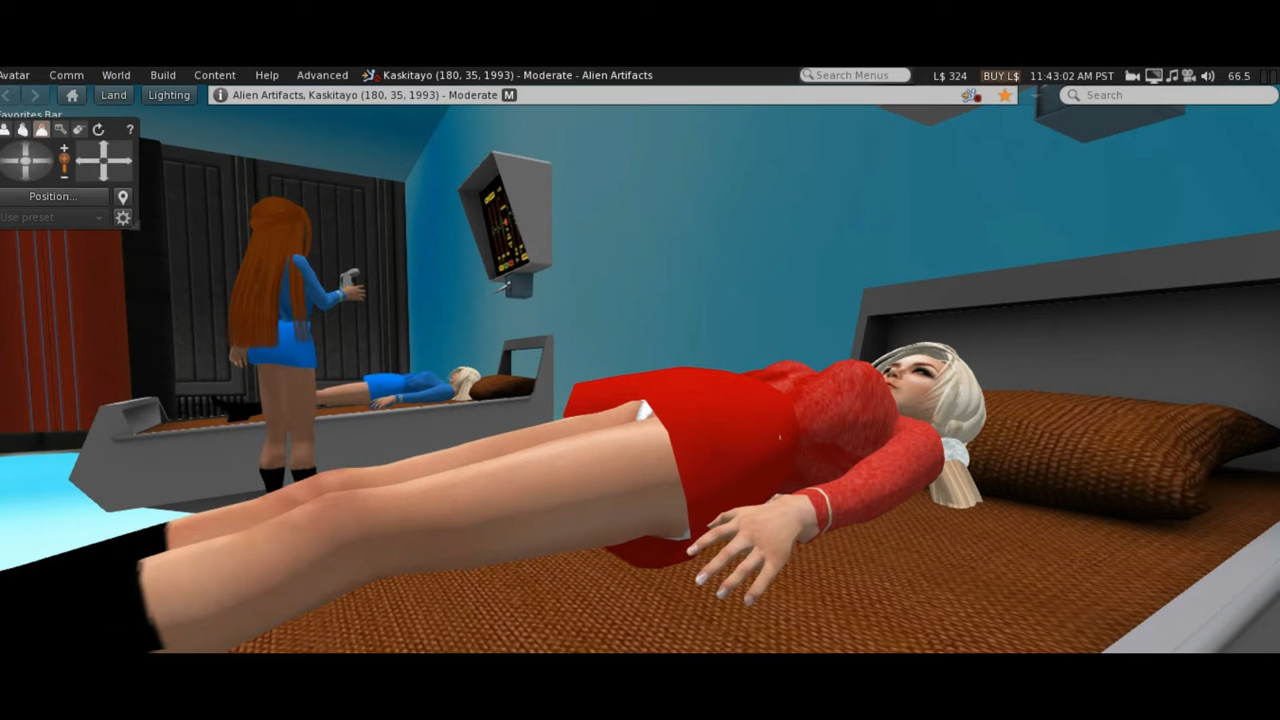 Avatar Comm World Build Content Help Advanced Kaskitayo (180, 35, 1993) - Moderate - Alien Artifacts Search Menus L$ 324 BUY L$ 11:43:02 AM PST 66.5
Land Lighting Alien Artifacts, Kaskitayo (180, 35, 1993) - Moderate M Search
Favorites Bar
?
Position...
Use preset